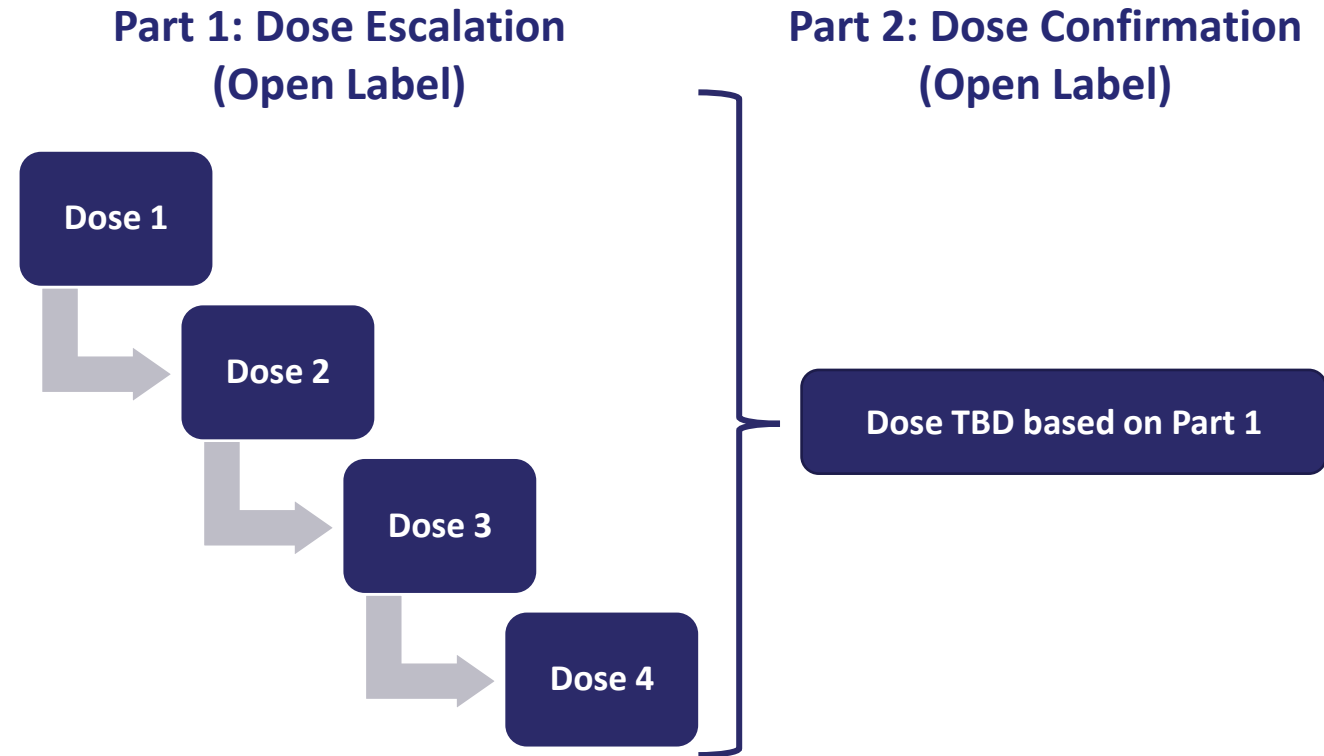 Part 1: Dose Escalation
(Open Label)
Part 2: Dose Confirmation
(Open Label)
Dose 1
Dose 2
Dose 3
Dose 4
Dose TBD based on Part 1